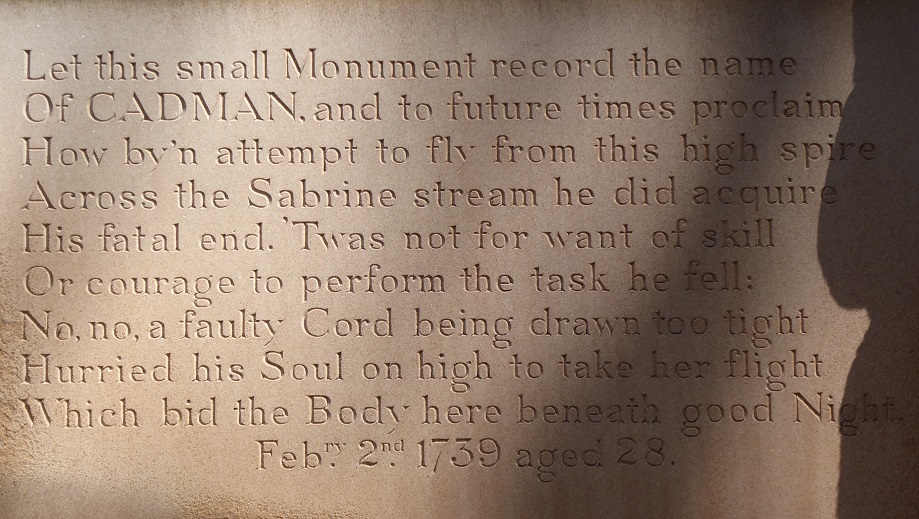 Let this small Monument record the name
Of CADMAN, and to future times proclaim
How by'n attempt to fly from this high spire
Across the Sabrine stream he did acquire
His fatal end. 'Twas not for want of skill
Or courage to perform the task he fell:
No, no, a faulty Cord being drawn too tight
Hurried his Soul on high to take her flight
Which bid the Body here beneath good Night.
Feb.ry 2.nd 1739 aged 28.